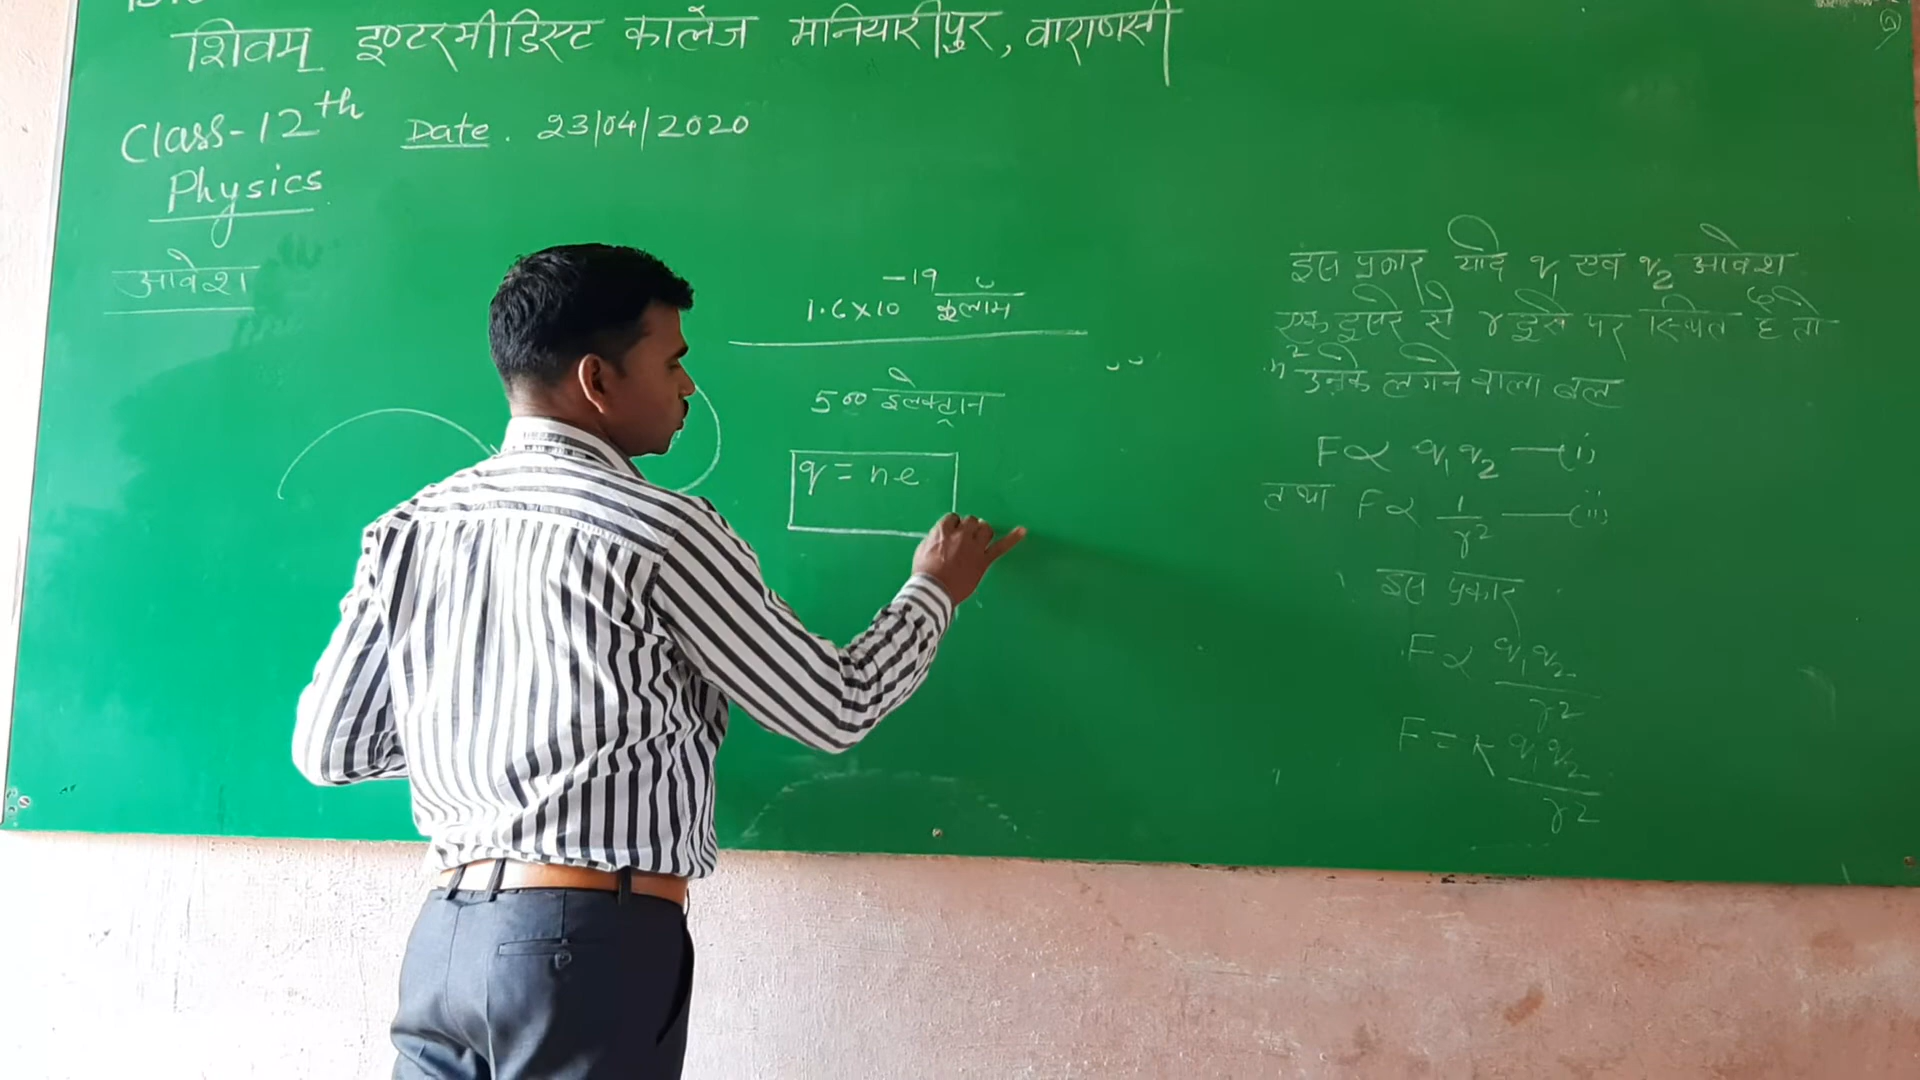 शिवम् इण्टरमीडिएट कालेज मनियारीपुर, वाराणसी
Class-12th Date. 23/04/2020
Physics
आवेश
1.6×10⁻¹⁹ कूलाम
500 इलेक्ट्रान
q = ne
इस प्रकार यदि q₁ एवं q₂ आवेश
एक दूसरे से r दूरी पर स्थित है तो
उनके लगने वाला बल
F∝ q₁q₂ —(i)
तथा F∝ 1/r² —(ii)
इस प्रकार
F∝ q₁q₂/r²
F=K q₁q₂/r²